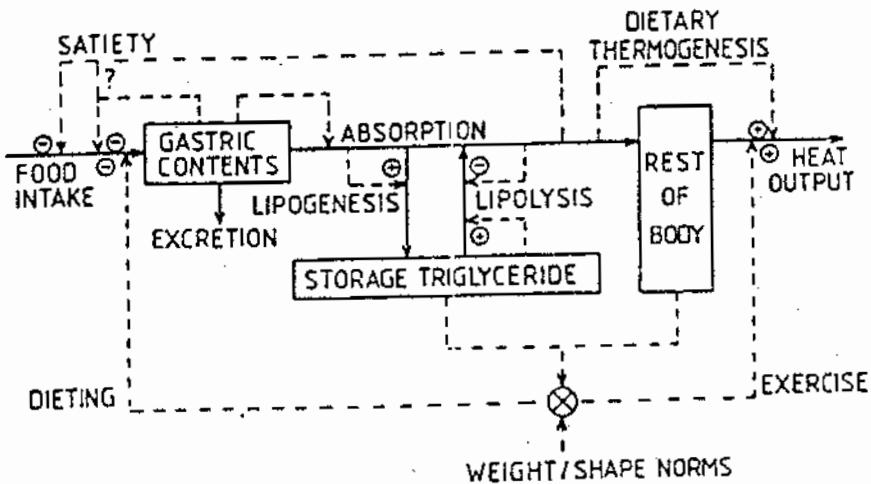 SATIETY
DIETARY
THERMOGENESIS
?
⊖ ⊖ ⊖
GASTRIC
CONTENTS
ABSORPTION
⊕ ⊕
FOOD
INTAKE
HEAT
OUTPUT
REST
OF
BODY
⊕ ⊖
LIPOGENESIS
LIPOLYSIS
EXCRETION
⊕
STORAGE TRIGLYCERIDE
DIETING
EXERCISE
WEIGHT/SHAPE NORMS